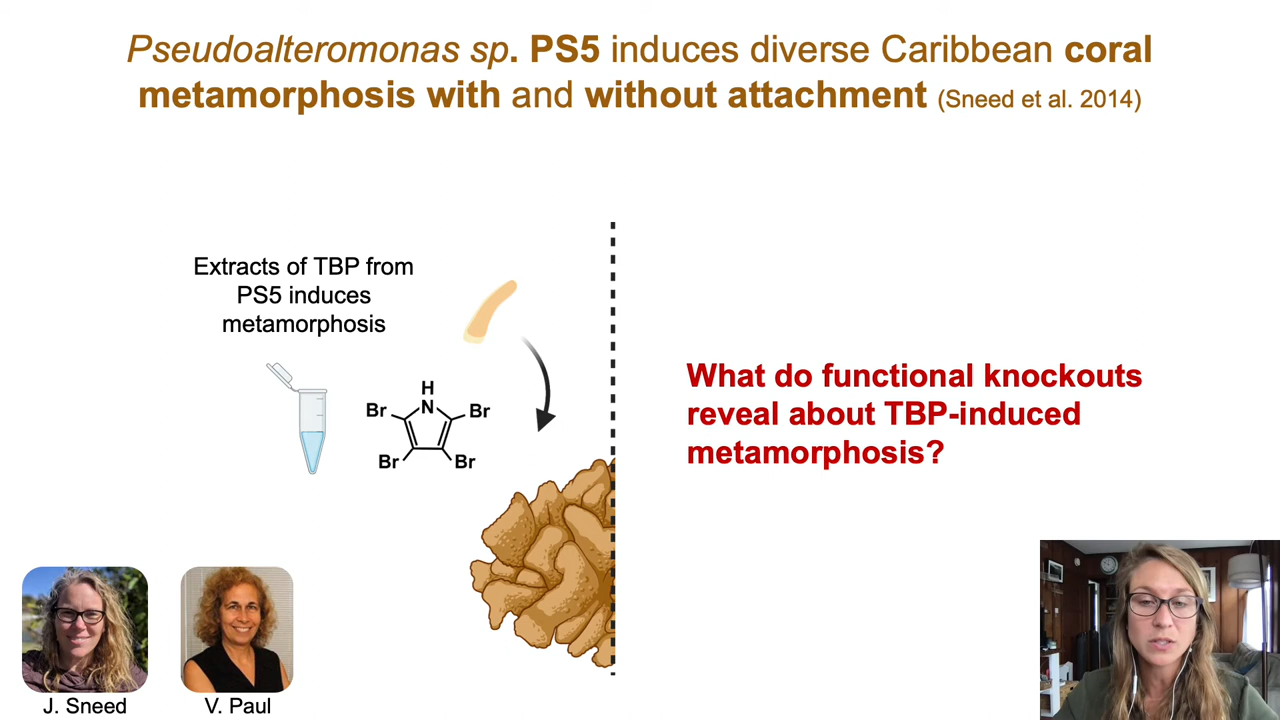 Pseudoalteromonas sp. PS5 induces diverse Caribbean coral
metamorphosis with and without attachment (Sneed et al. 2014)
Extracts of TBP from
PS5 induces
metamorphosis
H
N
Br
Br
Br
Br
What do functional knockouts
reveal about TBP-induced
metamorphosis?
J. Sneed
V. Paul